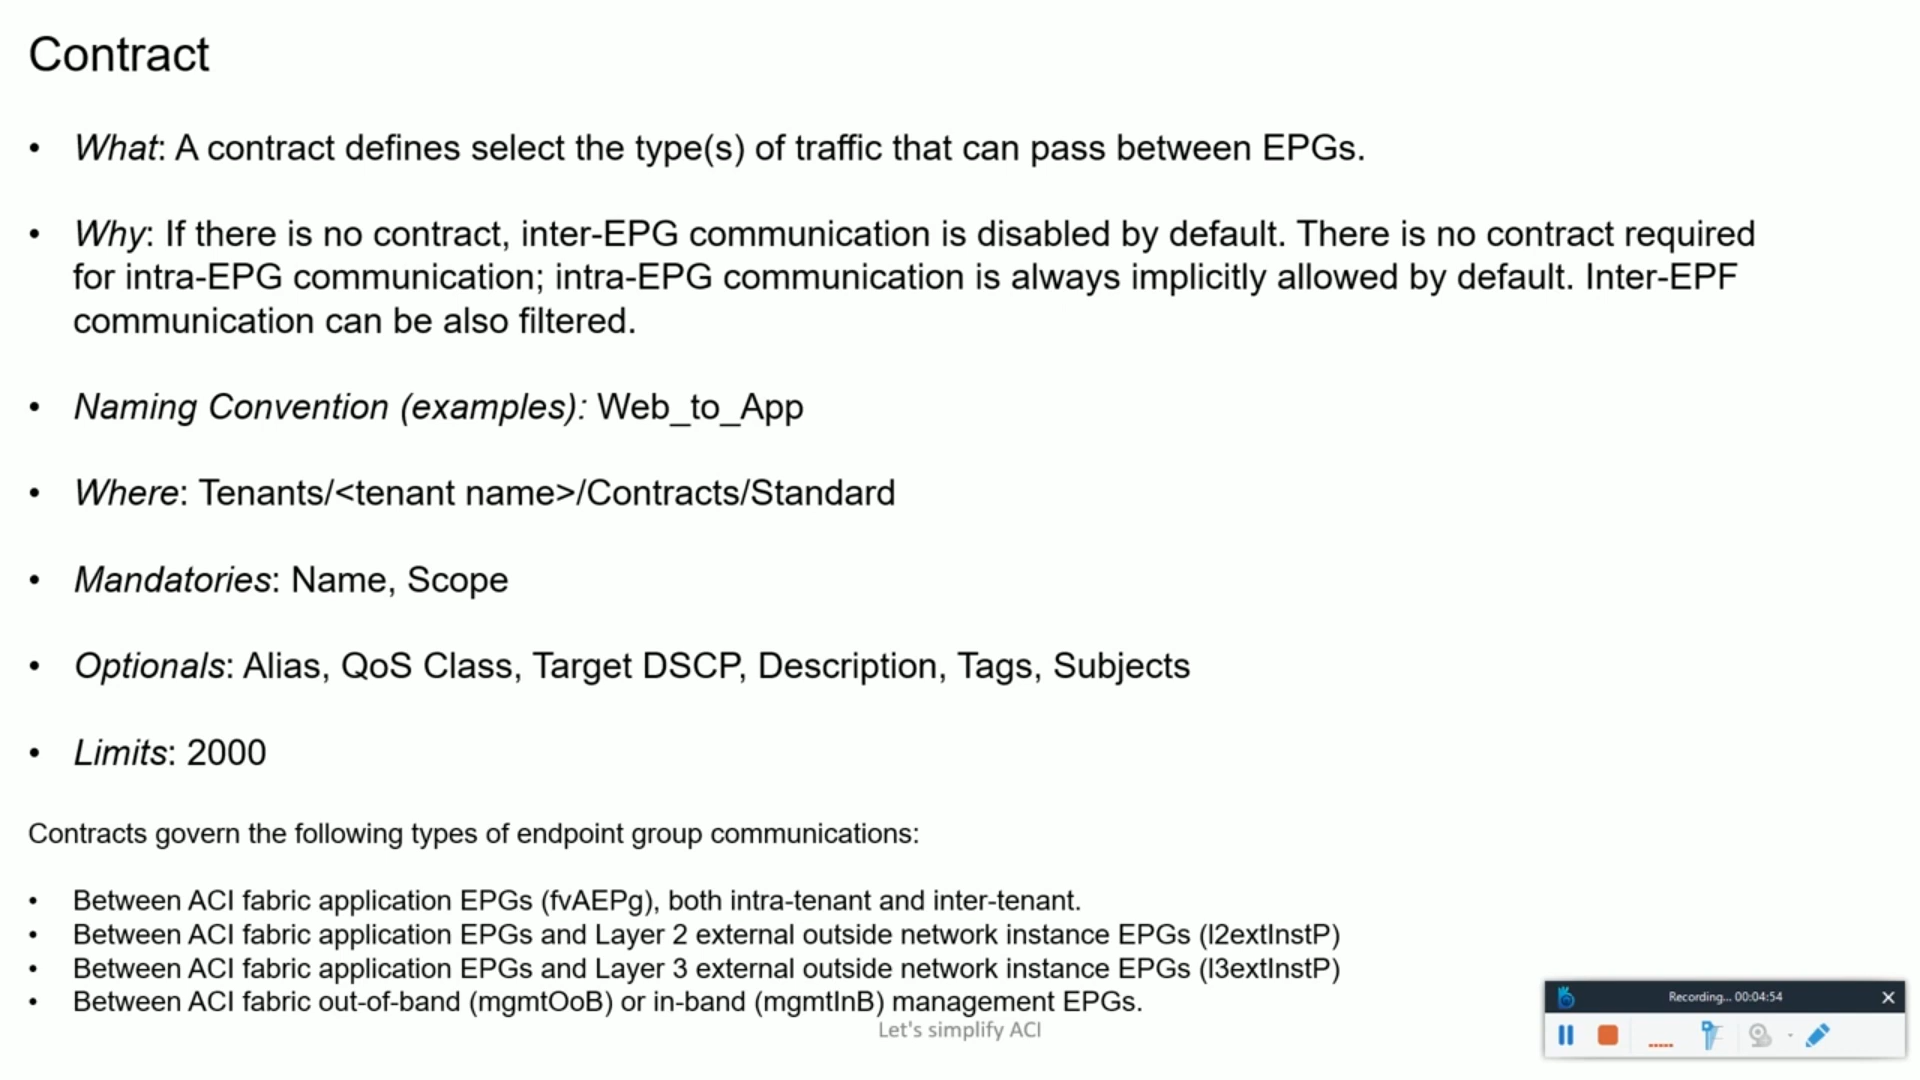 Contract
• What: A contract defines select the type(s) of traffic that can pass between EPGs.
• Why: If there is no contract, inter-EPG communication is disabled by default. There is no contract required
for intra-EPG communication; intra-EPG communication is always implicitly allowed by default. Inter-EPF
communication can be also filtered.
• Naming Convention (examples): Web_to_App
• Where: Tenants/<tenant name>/Contracts/Standard
• Mandatories: Name, Scope
• Optionals: Alias, QoS Class, Target DSCP, Description, Tags, Subjects
• Limits: 2000
Contracts govern the following types of endpoint group communications:
• Between ACI fabric application EPGs (fvAEPg), both intra-tenant and inter-tenant.
• Between ACI fabric application EPGs and Layer 2 external outside network instance EPGs (l2extInstP)
• Between ACI fabric application EPGs and Layer 3 external outside network instance EPGs (l3extInstP)
• Between ACI fabric out-of-band (mgmtOoB) or in-band (mgmtInB) management EPGs.
Let's simplify ACI
Recording... 00:04:54